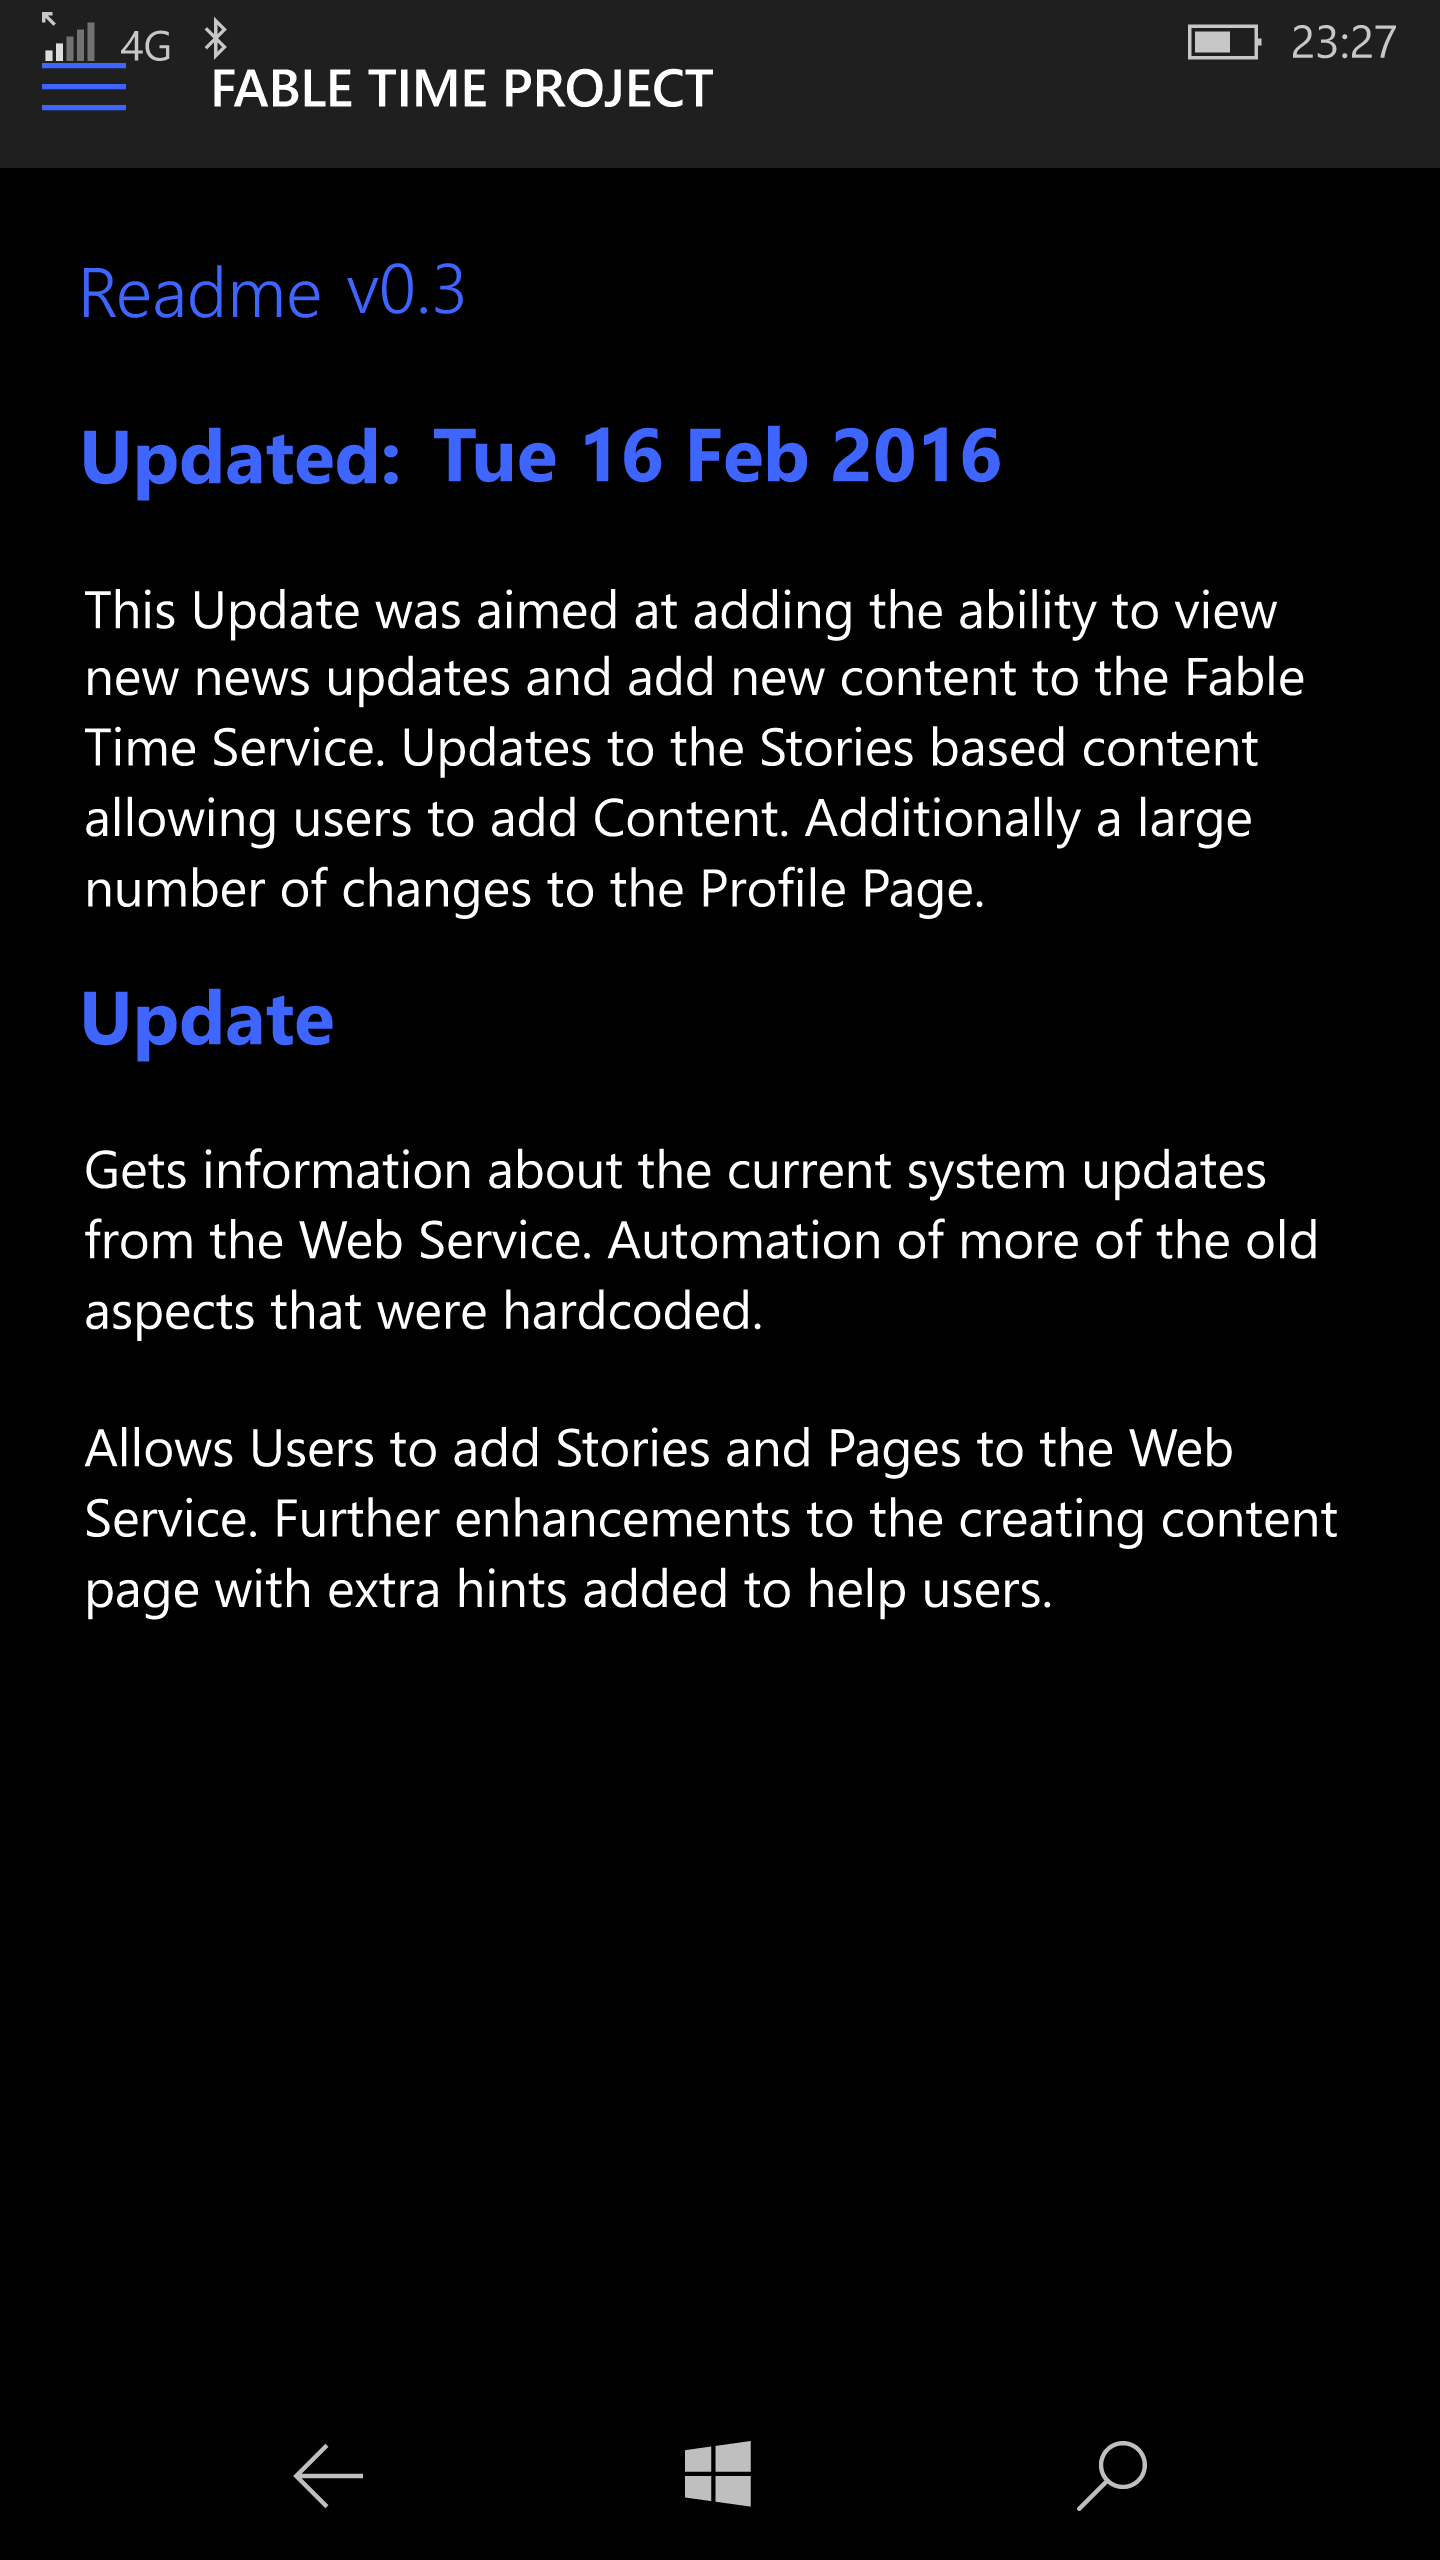 4G 23:27
FABLE TIME PROJECT
Readme v0.3
Updated: Tue 16 Feb 2016
This Update was aimed at adding the ability to view
new news updates and add new content to the Fable
Time Service. Updates to the Stories based content
allowing users to add Content. Additionally a large
number of changes to the Profile Page.
Update
Gets information about the current system updates
from the Web Service. Automation of more of the old
aspects that were hardcoded.
Allows Users to add Stories and Pages to the Web
Service. Further enhancements to the creating content
page with extra hints added to help users.